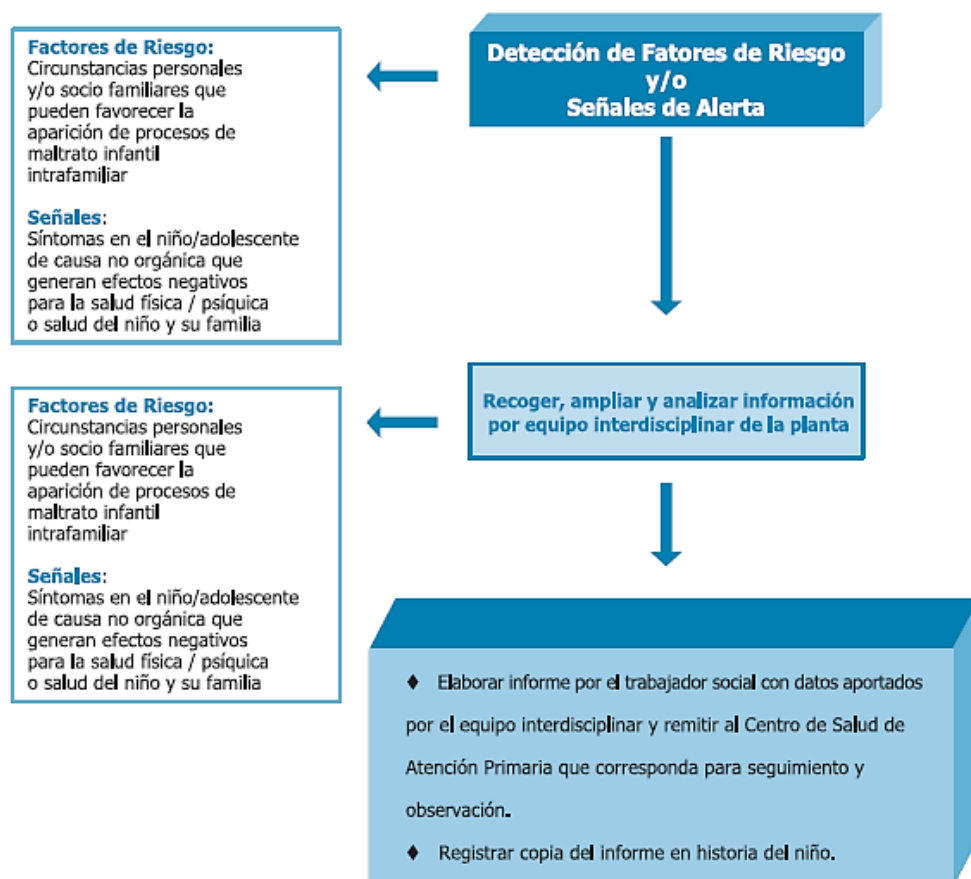 Detección de Fatores de Riesgo
y/o
Señales de Alerta
Factores de Riesgo:
Circunstancias personales
y/o socio familiares que
pueden favorecer la
aparición de procesos de
maltrato infantil
intrafamiliar
Señales:
Síntomas en el niño/adolescente
de causa no orgánica que
generan efectos negativos
para la salud física / psíquica
o salud del niño y su familia
Recoger, ampliar y analizar información
por equipo interdisciplinar de la planta
Factores de Riesgo:
Circunstancias personales
y/o socio familiares que
pueden favorecer la
aparición de procesos de
maltrato infantil
intrafamiliar
Señales:
Síntomas en el niño/adolescente
de causa no orgánica que
generan efectos negativos
para la salud física / psíquica
o salud del niño y su familia
♦ Elaborar informe por el trabajador social con datos aportados
por el equipo interdisciplinar y remitir al Centro de Salud de
Atención Primaria que corresponda para seguimiento y
observación.
♦ Registrar copia del informe en historia del niño.